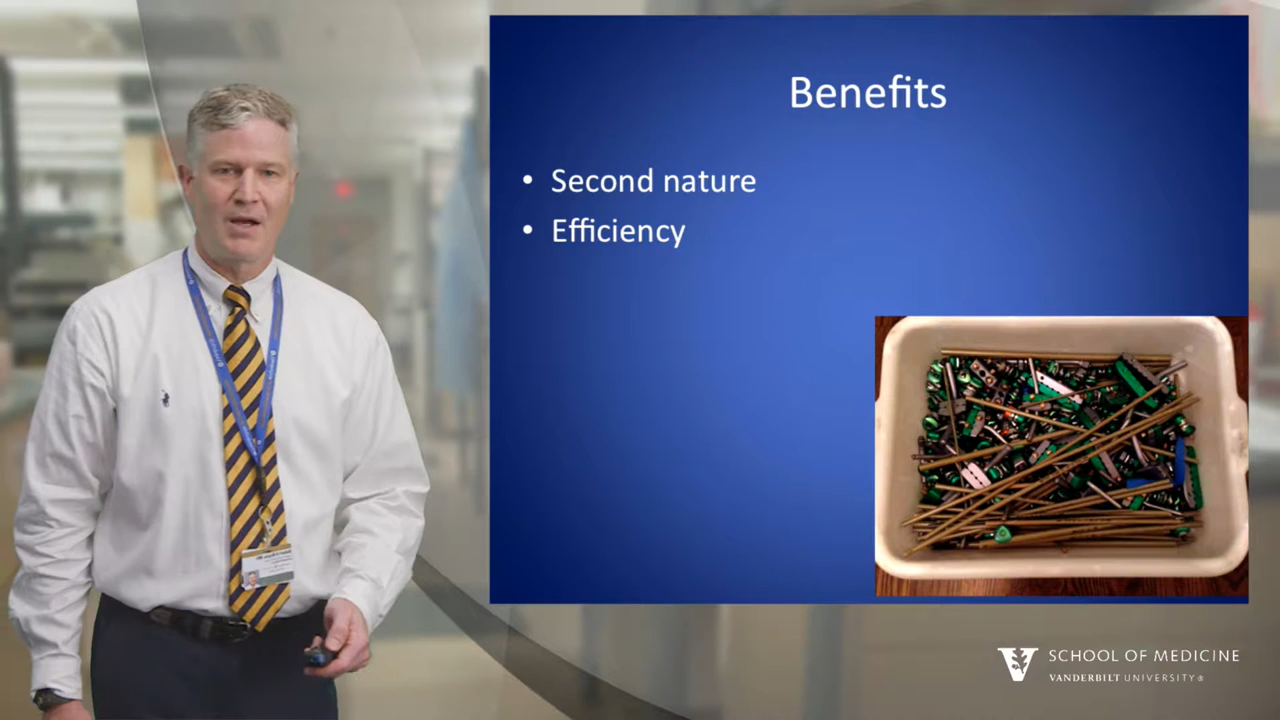 Benefits
• Second nature
• Efficiency
SCHOOL OF MEDICINE
VANDERBILT UNIVERSITY®